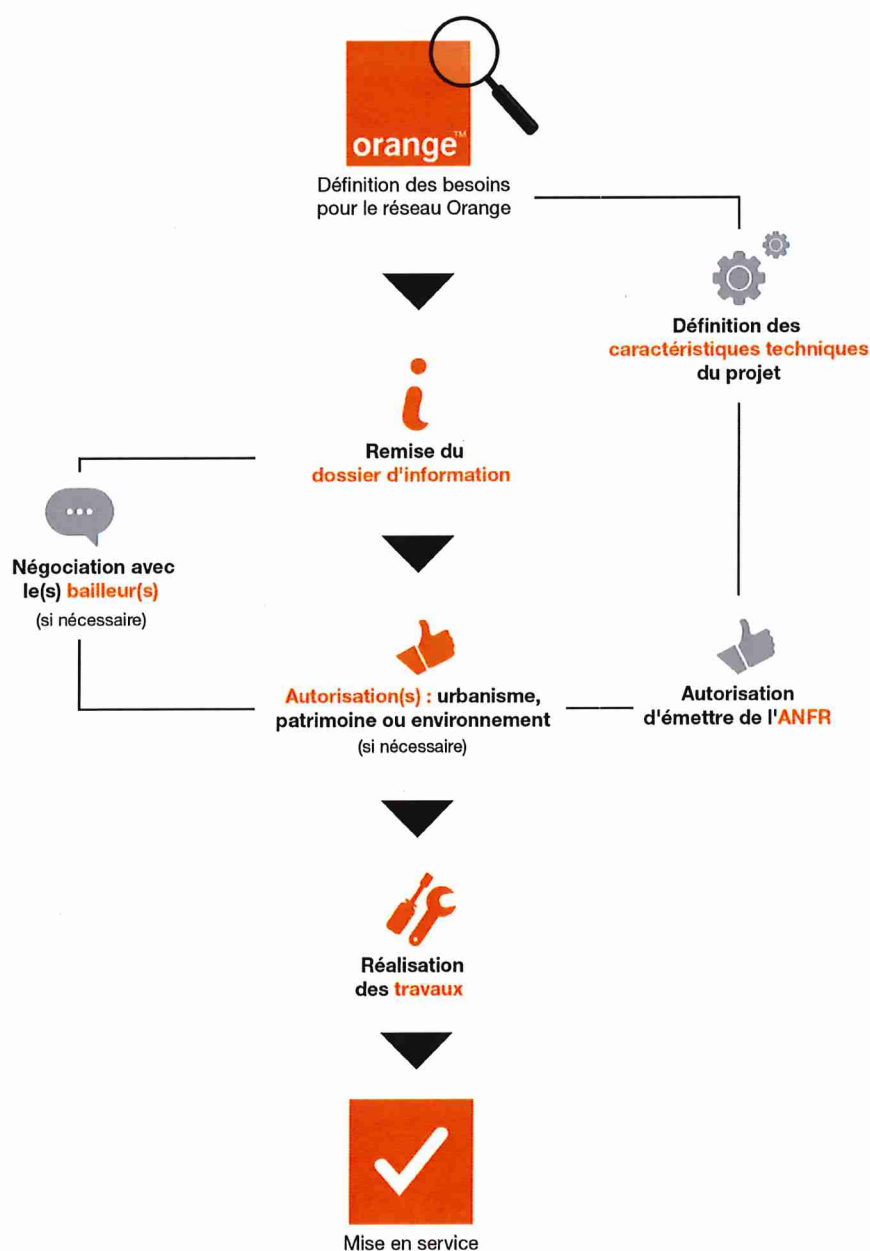 orange™
Définition des besoins
pour le réseau Orange
Définition des
caractéristiques techniques
du projet
Remise du
dossier d'information
Négociation avec
le(s) bailleur(s)
(si nécessaire)
Autorisation(s) : urbanisme,
patrimoine ou environnement
(si nécessaire)
Autorisation
d'émettre de l'ANFR
Réalisation
des travaux
Mise en service